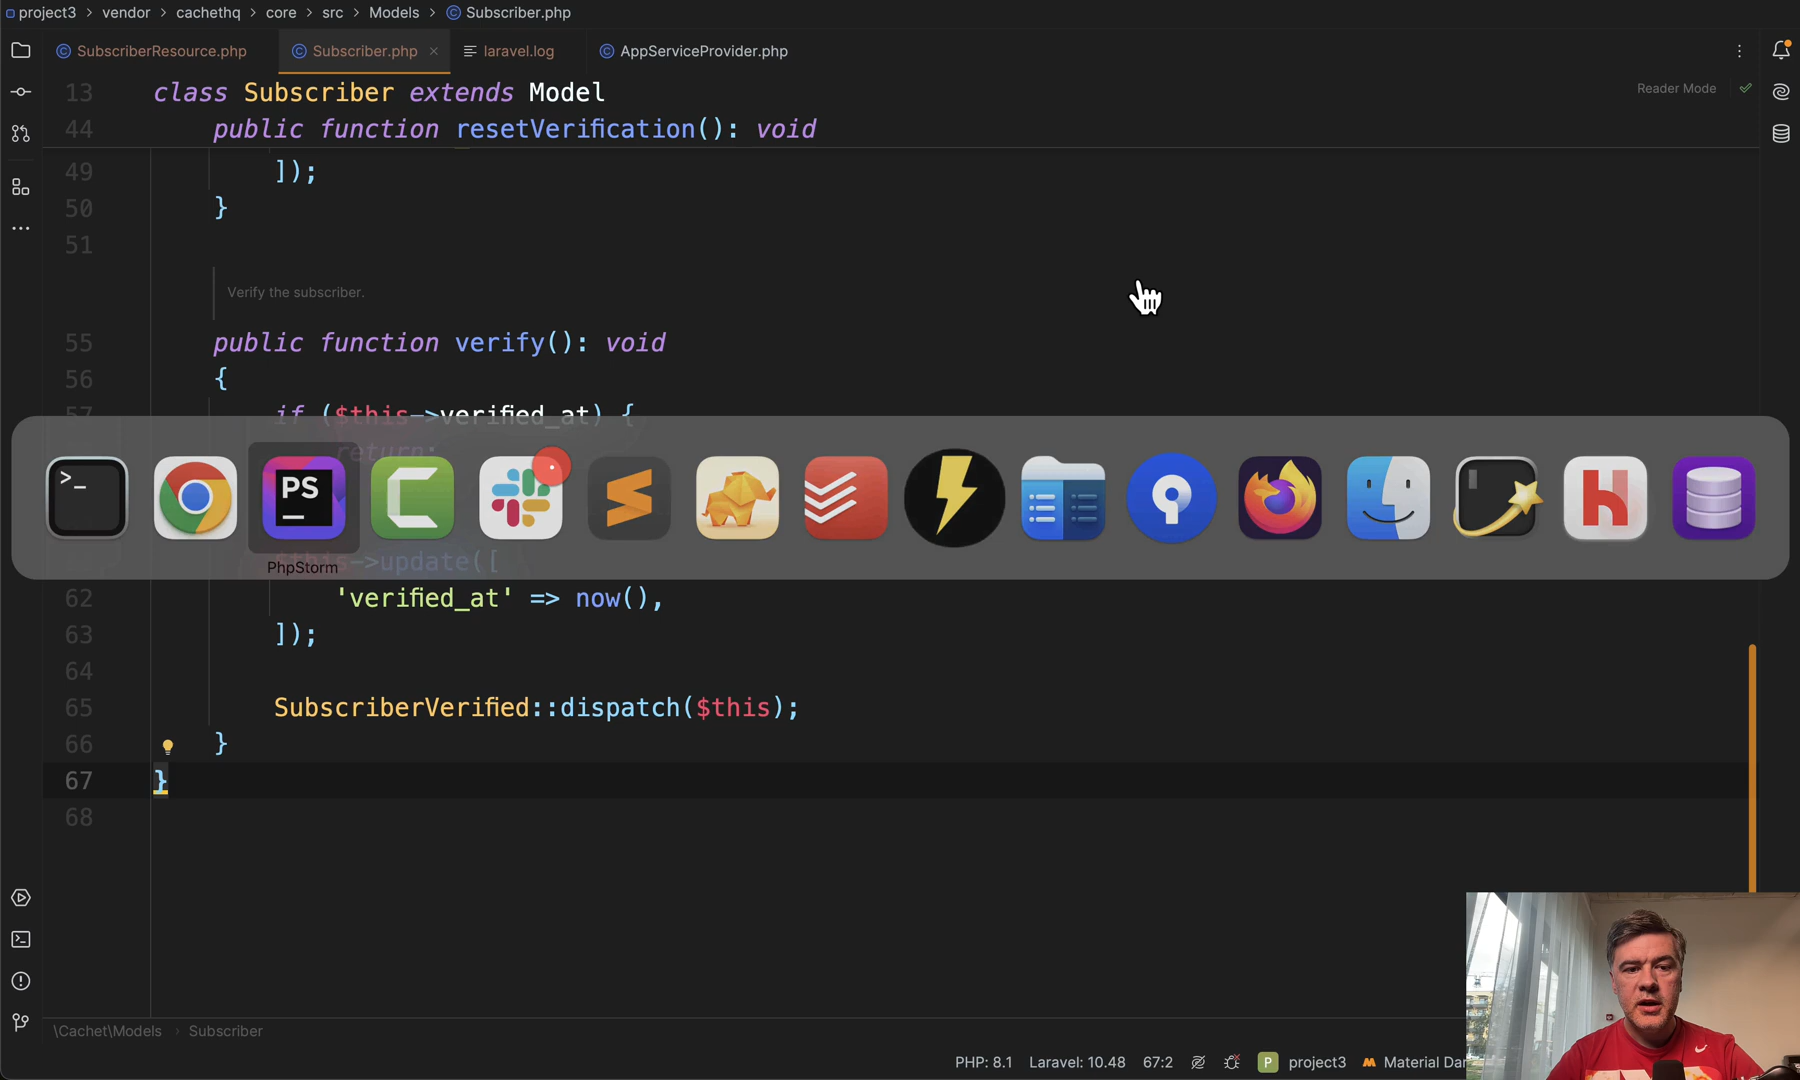 project3 > vendor > cachethq > core > src > Models > Subscriber.php
SubscriberResource.php
Subscriber.php ×
laravel.log
AppServiceProvider.php
Reader Mode
13 class Subscriber extends Model
44 public function resetVerification(): void
49 ]);
50 }
51
Verify the subscriber.
55 public function verify(): void
56 {
57 if ($this->verified_at) {
return;
>_
PS
PhpStorm
$this->update([
62 'verified_at' => now(),
63 ]);
64
65 SubscriberVerified::dispatch($this);
66 }
67 }
68
\Cachet\Models > Subscriber
PHP: 8.1 Laravel: 10.48 67:2 P project3 Material Dar